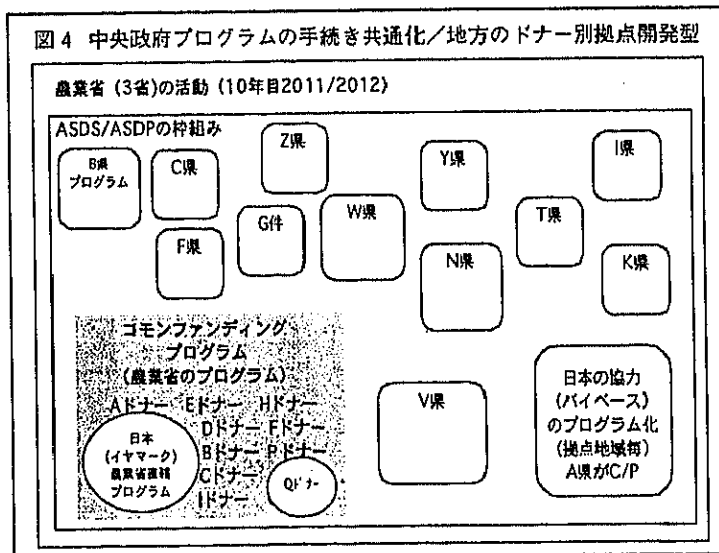 図4 中央政府プログラムの手続き共通化／地方のドナー別拠点開発型
農業省（3省)の活動（10年目2011/2012）
ASDS/ASDPの枠組み
B県
プログラム
C県
Z県
Y県
I県
F県
G件
W県
N県
T県
K県
コモンファンディング
プログラム
(農業省のプログラム)
Aドナー Eドナー Hドナー
Dドナー Fドナー
Bドナー Pドナー
Cドナー
Iドナー
日本
(イヤマーク)
農業省直轄
プログラム
Qドナー
V県
日本の協力
(バイベース)
のプログラム化
(拠点地域毎)
A県がC/P